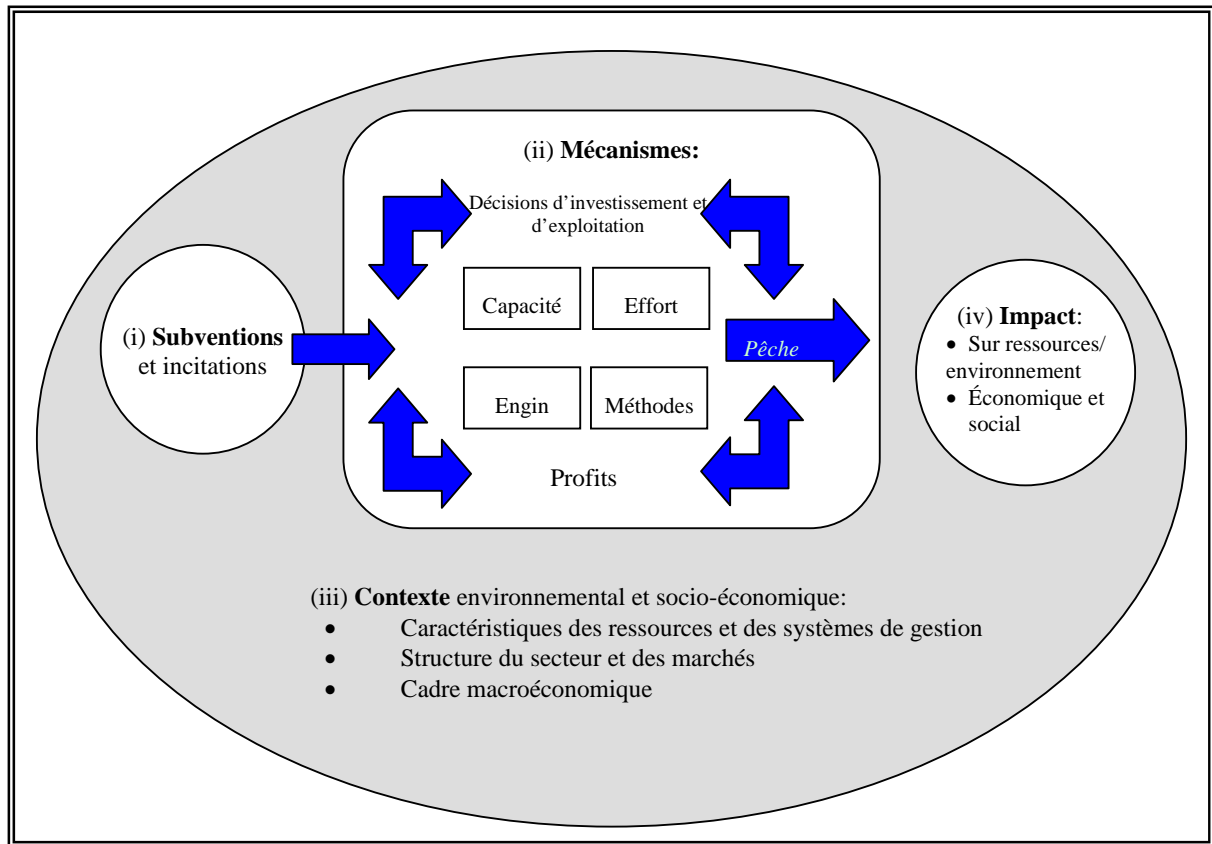 (ii) Mécanismes:
Décisions d'investissement et
d'exploitation
Capacité
Effort
(i) Subventions
et incitations
Pêche
(iv) Impact:
• Sur ressources/
environnement
• Économique et
social
Engin
Méthodes
Profits
(iii) Contexte environnemental et socio-économique:
• Caractéristiques des ressources et des systèmes de gestion
• Structure du secteur et des marchés
• Cadre macroéconomique